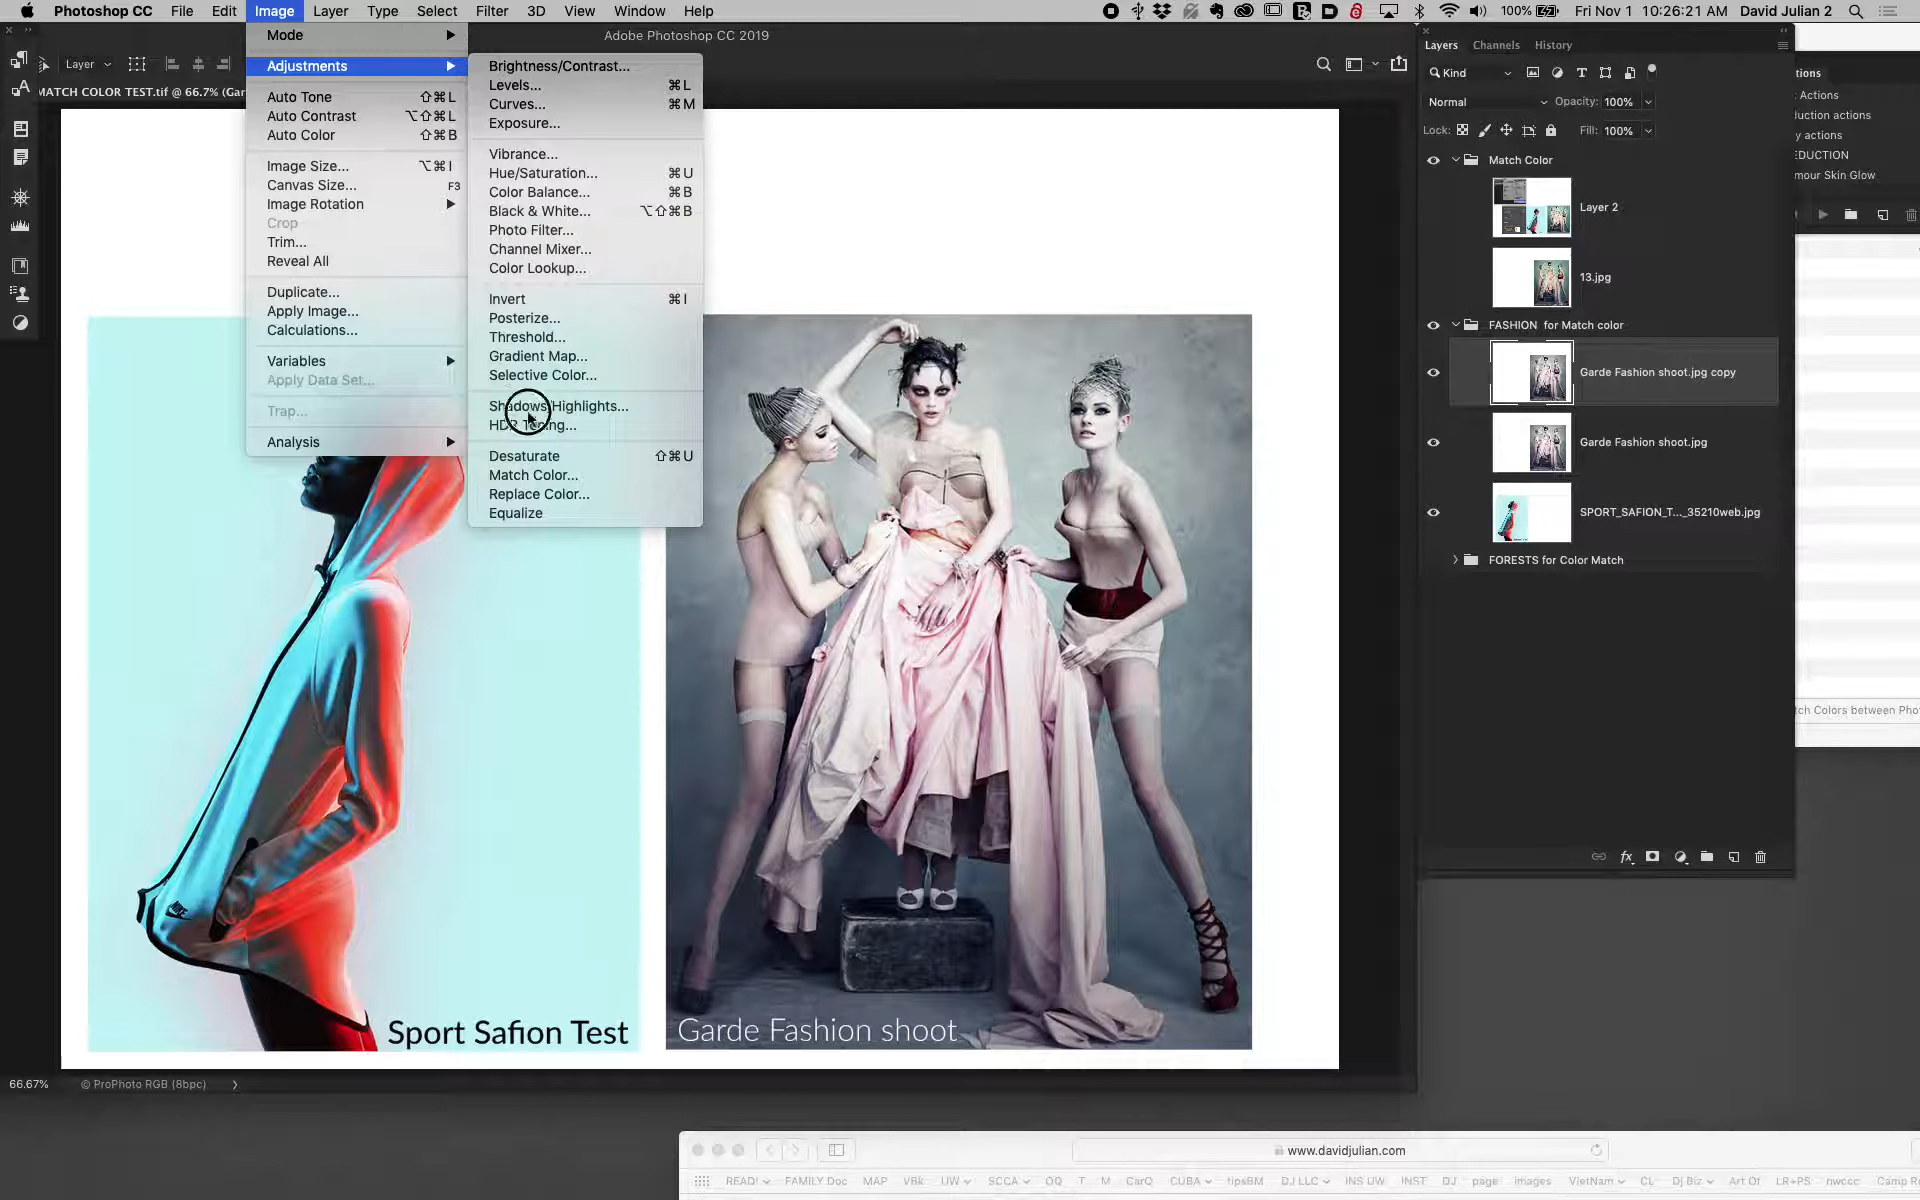 Photoshop CC File Edit Image Layer Type Select Filter 3D View Window Help 100% Fri Nov 1 10:26:21 AM David Julian 2
Adobe Photoshop CC 2019
Layer
MATCH COLOR TEST.tif @ 66.7% (Gar
Mode
Adjustments
Auto Tone ⇧⌘L
Auto Contrast ⌥⇧⌘L
Auto Color ⇧⌘B
Image Size... ⌥⌘I
Canvas Size... F3
Image Rotation
Crop
Trim...
Reveal All
Duplicate...
Apply Image...
Calculations...
Variables
Apply Data Set...
Trap...
Analysis
Brightness/Contrast...
Levels... ⌘L
Curves... ⌘M
Exposure...
Vibrance...
Hue/Saturation... ⌘U
Color Balance... ⌘B
Black & White... ⌥⇧⌘B
Photo Filter...
Channel Mixer...
Color Lookup...
Invert ⌘I
Posterize...
Threshold...
Gradient Map...
Selective Color...
Shadows/Highlights...
HDR Toning...
Desaturate ⇧⌘U
Match Color...
Replace Color...
Equalize
Sport Safion Test
Garde Fashion shoot
66.67% © ProPhoto RGB (8bpc)
Layers Channels History
Kind
Normal Opacity: 100%
Lock: Fill: 100%
Match Color
Layer 2
13.jpg
FASHION for Match color
Garde Fashion shoot.jpg copy
Garde Fashion shoot.jpg
SPORT_SAFION_T..._35210web.jpg
FORESTS for Color Match
tions
Actions
luction actions
y actions
EDUCTION
mour Skin Glow
tch Colors between Pho
www.davidjulian.com
READ! FAMILY Doc MAP VBk UW SCCA OQ T M CarQ CUBA tipsBM DJ LLC INS UW INST DJ page images VietNam CL Dj Biz Art Of LR+PS nwccc Camp R